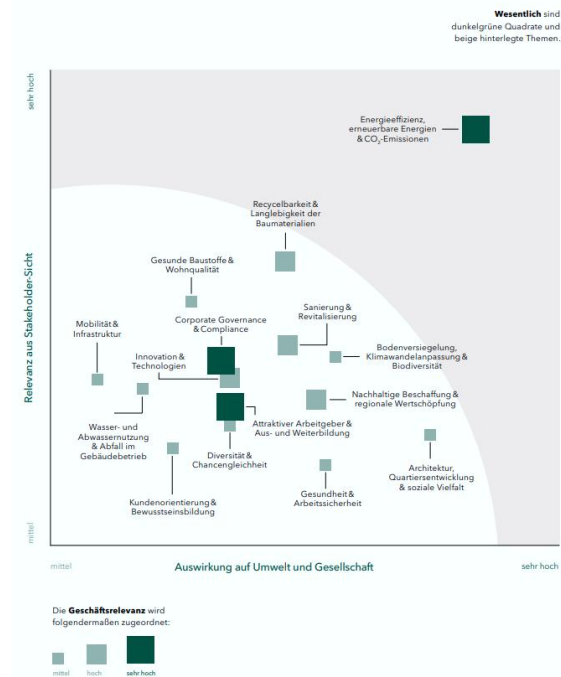 Wesentlich sind
dunkelgrüne Quadrate und
beige hinterlegte Themen.
sehr hoch
Energieeffizienz,
erneuerbare Energien
& CO₂-Emissionen
Recycelbarkeit &
Langlebigkeit der
Baumaterialien
Gesunde Baustoffe &
Wohnqualität
Sanierung &
Revitalisierung
Corporate Governance
& Compliance
Mobilität &
Infrastruktur
Bodenversiegelung,
Klimawandelanpassung &
Biodiversität
Innovation &
Technologien
Relevanz aus Stakeholder-Sicht
Nachhaltige Beschaffung &
regionale Wertschöpfung
Wasser- und
Abwassernutzung
& Abfall im
Gebäudebetrieb
Attraktiver Arbeitgeber &
Aus- und Weiterbildung
Diversität &
Chancengleichheit
Architektur,
Quartiersentwicklung
& soziale Vielfalt
Kundenorientierung &
Bewusstseinsbildung
Gesundheit &
Arbeitssicherheit
mittel
mittel
Auswirkung auf Umwelt und Gesellschaft
sehr hoch
Die Geschäftsrelevanz wird
folgendermaßen zugeordnet:
mittel
hoch
sehr hoch